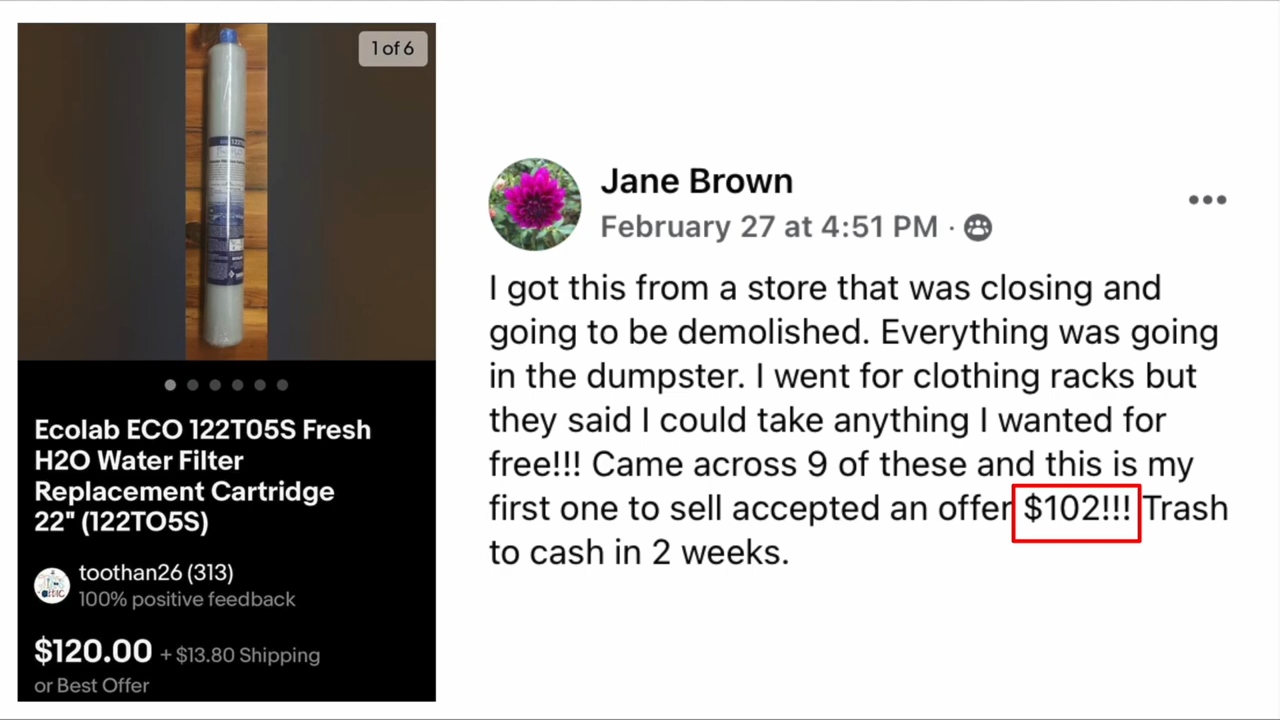 1 of 6
Ecolab ECO 122T05S Fresh
H2O Water Filter
Replacement Cartridge
22" (122TO5S)
toothan26 (313)
100% positive feedback
$120.00 + $13.80 Shipping
or Best Offer
Jane Brown
February 27 at 4:51 PM ·
I got this from a store that was closing and
going to be demolished. Everything was going
in the dumpster. I went for clothing racks but
they said I could take anything I wanted for
free!!! Came across 9 of these and this is my
first one to sell accepted an offer $102!!! Trash
to cash in 2 weeks.